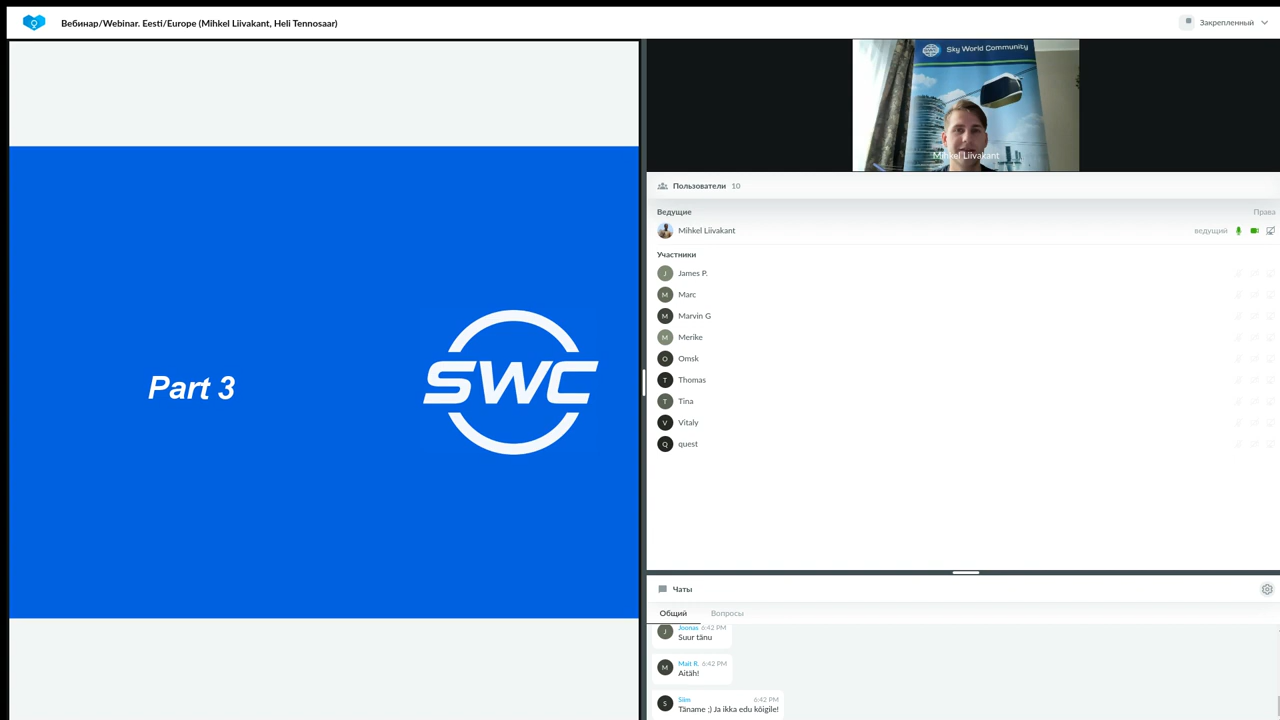 Вебинар/Webinar. Eesti/Europe (Mihkel Liivakant, Heli Tennosaar)
Закрепленный
Part 3
SWC
Sky World Community
Mihkel Liivakant
Пользователи 10
Ведущие Права
Mihkel Liivakant ведущий
Участники
J James P.
M Marc
M Marvin G
M Merike
O Omsk
T Thomas
T Tina
V Vitaly
Q quest
Чаты
Общий Вопросы
J Joonas 6:42 PM
Suur tänu
M Mait R. 6:42 PM
Aitäh!
S Siim 6:42 PM
Täname ;) Ja ikka edu kõigile!